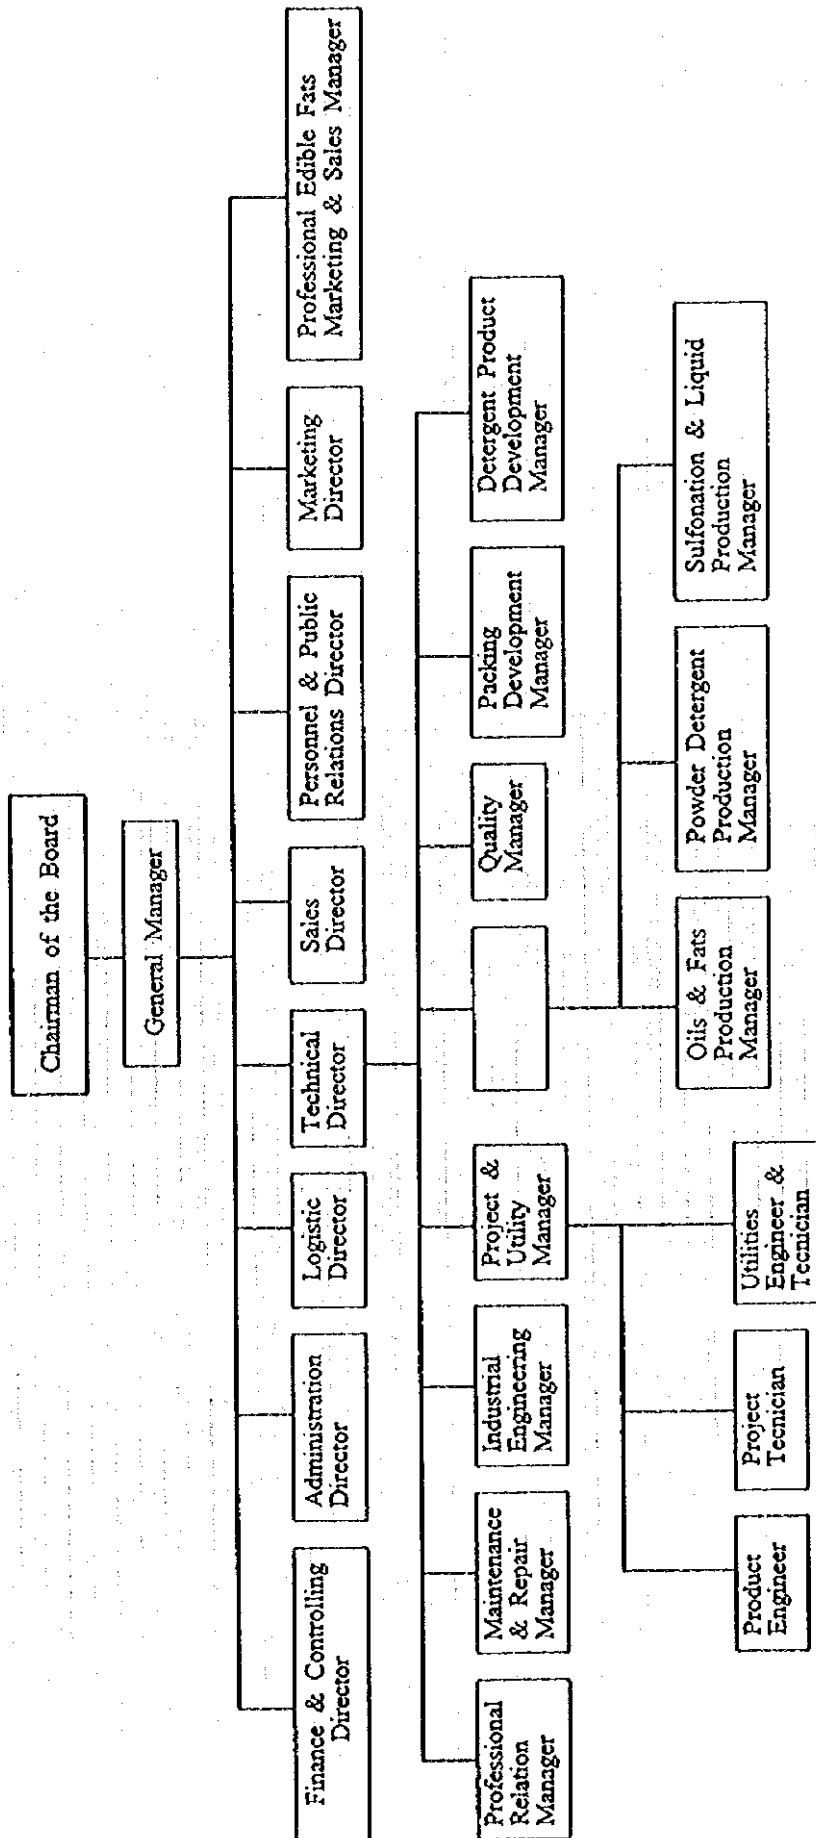 Chairman of the Board
General Manager
Finance & Controlling
Director
Administration
Director
Logistic
Director
Technical
Director
Sales
Director
Personnel & Public
Relations Director
Marketing
Director
Professional Edible Fats
Marketing & Sales Manager
Professional
Relation
Manager
Maintenance
& Repair
Manager
Industrial
Engineering
Manager
Project &
Utility
Manager
Quality
Manager
Packing
Development
Manager
Detergent Product
Development
Manager
Product
Engineer
Project
Tecnician
Utilities
Engineer &
Tecnician
Oils & Fats
Production
Manager
Powder Detergent
Production
Manager
Sulfonation & Liquid
Production
Manager